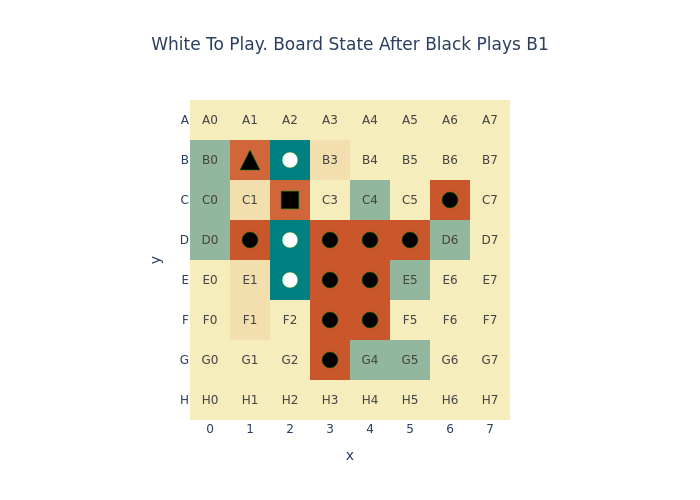 White To Play. Board State After Black Plays B1
A A0 A1 A2 A3 A4 A5 A6 A7
B B0 B3 B4 B5 B6 B7
C C0 C1 C3 C4 C5 C7
D D0 D6 D7
E E0 E1 E5 E6 E7
F F0 F1 F2 F5 F6 F7
G G0 G1 G2 G4 G5 G6 G7
H H0 H1 H2 H3 H4 H5 H6 H7
0 1 2 3 4 5 6 7
x
y